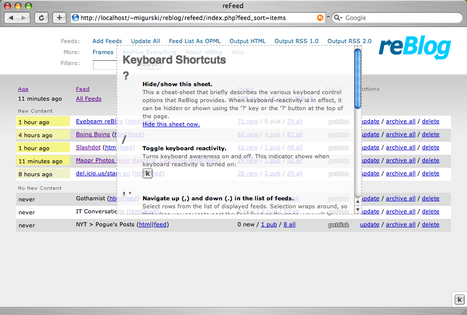 reFeed
http://localhost/~migurski/reblog/refeed/index.php?feed_sort=items
Google
Feeds: Add Feeds Update All Feed List As OPML Output HTML Output RSS 1.0 Output RSS 2.0
More: Frames
Filters:
reBlog
Keyboard Shortcuts
?
Hide/show this sheet.
This is a cheat-sheet that briefly describes the various keyboard control
options that ReBlog provides. When keyboard-reactivity is in effect, it
can be hidden or shown using the '?' key or the '?' button at the top of
the page.
Hide this sheet now.
/
Toggle keyboard reactivity.
Turns keyboard awareness on and off. This indicator shows when
keyboard reactivity is turned on:
k
, .
Navigate up (,) and down (.) in the list of feeds.
Select rows from the list of displayed feeds. Selection wraps around, so
Age Feed
11 minutes ago All Feeds update / archive all / delete
New Content
1 hour ago Eyebeam reBlog update / archive all / delete
4 hours ago Boing Boing (html update / archive all / delete
1 hour ago Slashdot (html|feed) update / archive all / delete
11 minutes ago Mappr Photos update / archive all / delete
8 hours ago del.icio.us/ update / archive all / delete
No New Content
never Gothamist (html|feed) update / archive all / delete
never IT Conversations update / archive all / delete
never NYT > Pogue's Posts (html|feed) 0 new / 1 pub / 8 all publish update / archive all / delete
k